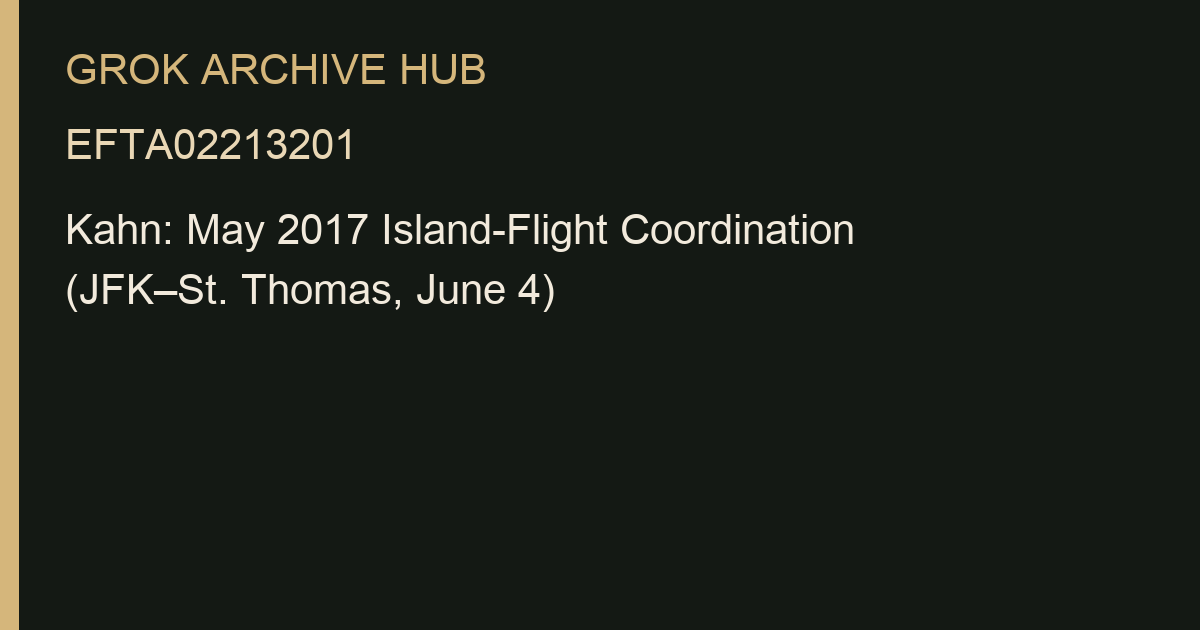 GROK ARCHIVE HUB
EFTA02213201
Kahn: May 2017 Island-Flight Coordination
(JFK–St. Thomas, June 4)